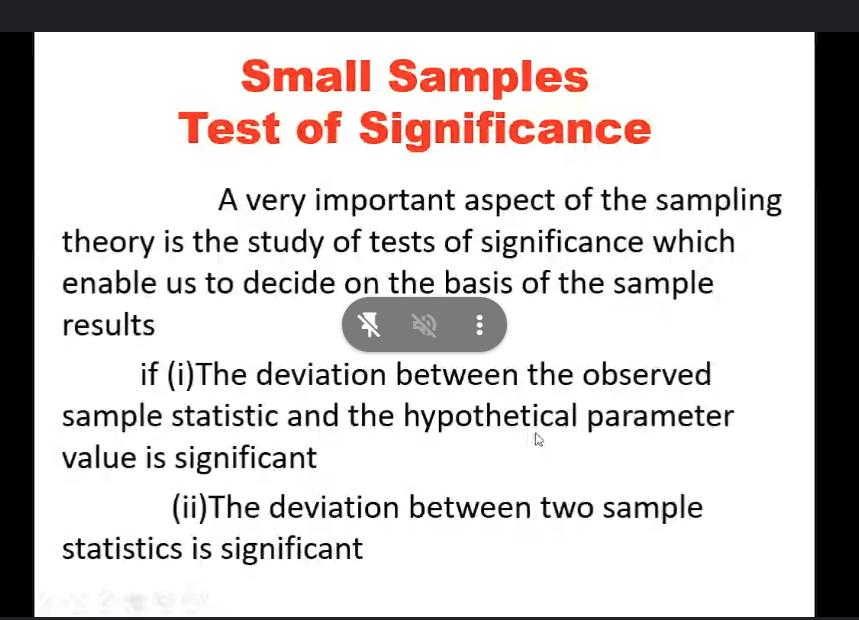 Small Samples
Test of Significance
A very important aspect of the sampling
theory is the study of tests of significance which
enable us to decide on the basis of the sample
results
if (i)The deviation between the observed
sample statistic and the hypothetical parameter
value is significant
(ii)The deviation between two sample
statistics is significant